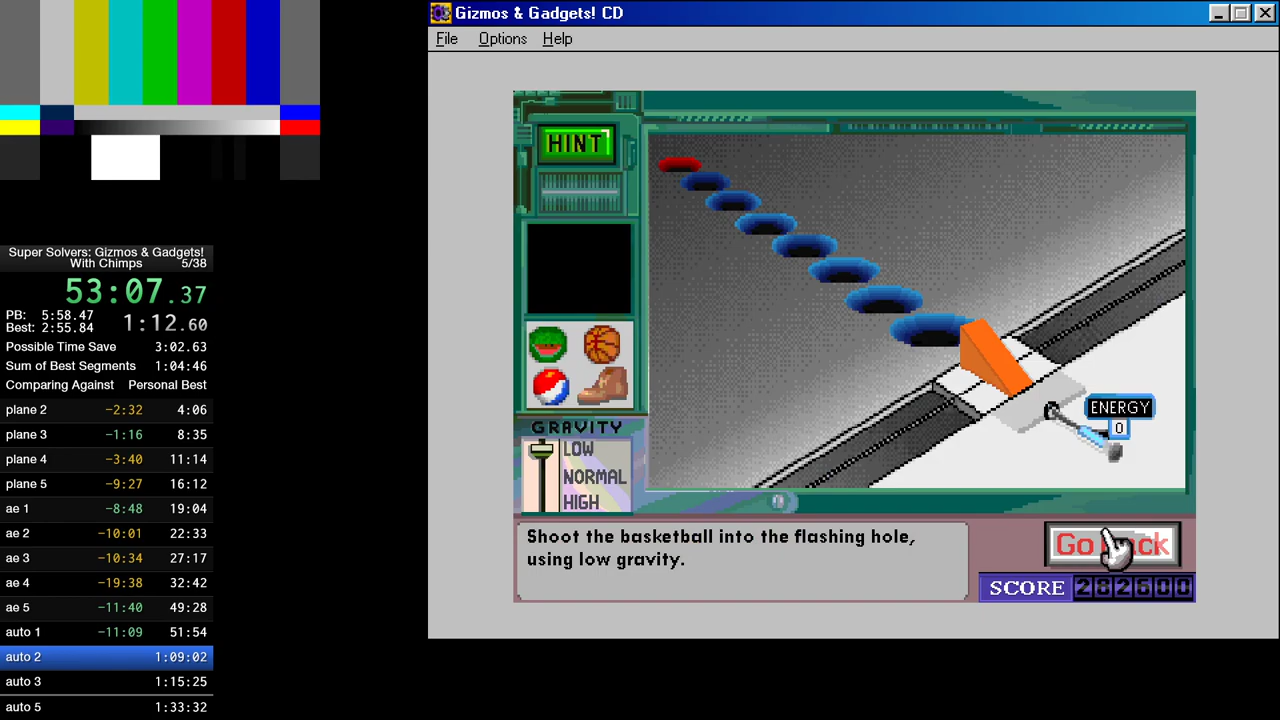 Gizmos & Gadgets! CD
File Options Help
HINT
GRAVITY
LOW
NORMAL
HIGH
ENERGY
0
Shoot the basketball into the flashing hole,
using low gravity.
SCORE 282600
Super Solvers: Gizmos & Gadgets!
With Chimps 5/38
53:07.37
PB: 5:58.47
Best: 2:55.84
1:12.60
Possible Time Save 3:02.63
Sum of Best Segments 1:04:46
Comparing Against Personal Best
plane 2 -2:32 4:06
plane 3 -1:16 8:35
plane 4 -3:40 11:14
plane 5 -9:27 16:12
ae 1 -8:48 19:04
ae 2 -10:01 22:33
ae 3 -10:34 27:17
ae 4 -19:38 32:42
ae 5 -11:40 49:28
auto 1 -11:09 51:54
auto 2 1:09:02
auto 3 1:15:25
auto 5 1:33:32